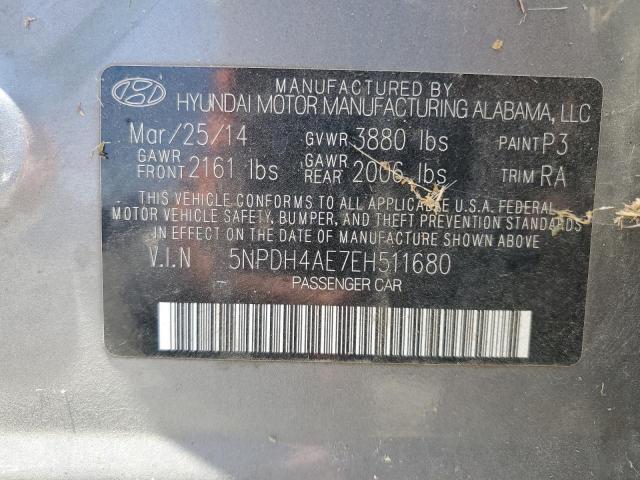 MANUFACTURED BY
HYUNDAI MOTOR MANUFACTURING ALABAMA, LLC
Mar/25/14 GVWR 3880 lbs PAINT P3
GAWR FRONT 2161 lbs GAWR REAR 2006 lbs TRIM RA
THIS VEHICLE CONFORMS TO ALL APPLICABLE U.S.A. FEDERAL
MOTOR VEHICLE SAFETY, BUMPER, AND THEFT PREVENTION STANDARDS
IN EFFECT ON THE DATE OF MANUFACTURE SHOWN ABOVE
V.I.N 5NPDH4AE7EH511680
PASSENGER CAR